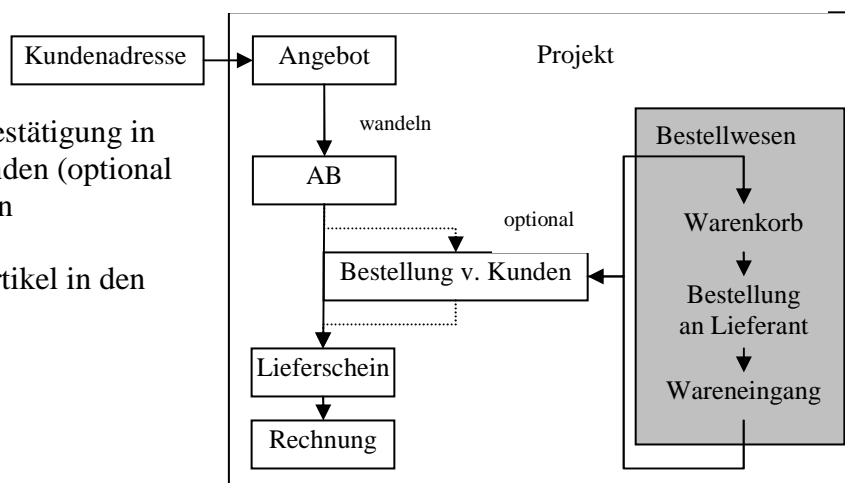 Kundenadresse
Angebot
Projekt
estätigung in
wandeln
Bestellwesen
nden (optional
n
AB
optional
Warenkorb
rtikel in den
Bestellung v. Kunden
Bestellung
an Lieferant
Lieferschein
Wareneingang
Rechnung